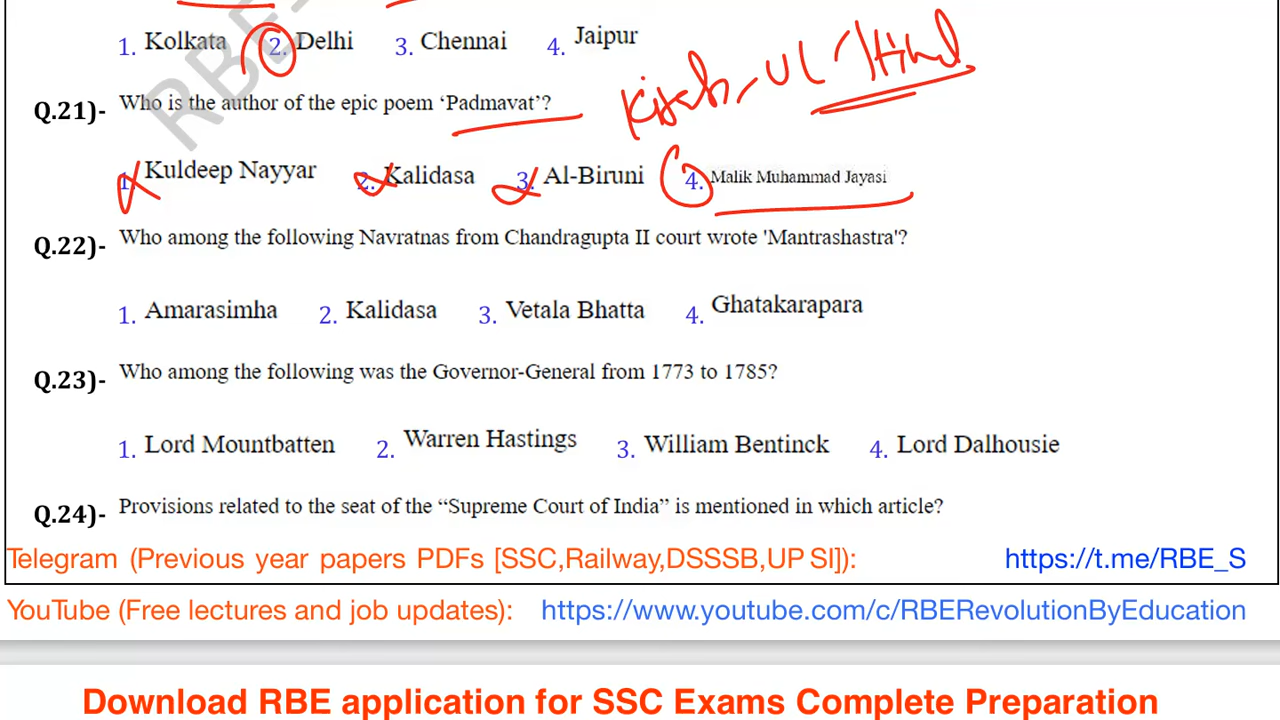 1. Kolkata 2. Delhi 3. Chennai 4. Jaipur
Kitab-ul-Hind
Q.21)- Who is the author of the epic poem ‘Padmavat’?
1. Kuldeep Nayyar 2. Kalidasa 3. Al-Biruni 4. Malik Muhammad Jayasi
Q.22)- Who among the following Navratnas from Chandragupta II court wrote 'Mantrashastra'?
1. Amarasimha 2. Kalidasa 3. Vetala Bhatta 4. Ghatakarapara
Q.23)- Who among the following was the Governor-General from 1773 to 1785?
1. Lord Mountbatten 2. Warren Hastings 3. William Bentinck 4. Lord Dalhousie
Q.24)- Provisions related to the seat of the “Supreme Court of India” is mentioned in which article?
Telegram (Previous year papers PDFs [SSC,Railway,DSSSB,UP SI]): https://t.me/RBE_S
YouTube (Free lectures and job updates): https://www.youtube.com/c/RBERevolutionByEducation
Download RBE application for SSC Exams Complete Preparation
RBE